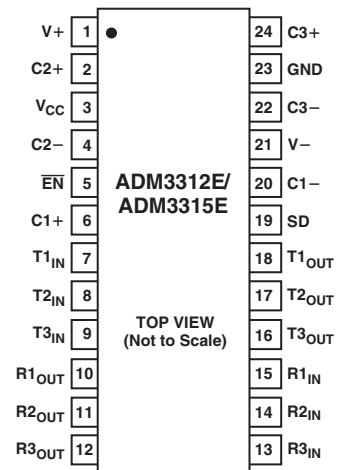 V+ 1 24 C3+
C2+ 2 23 GND
VCC 3 22 C3−
C2− 4 21 V−
E̅N̅ 5 20 C1−
ADM3312E/
ADM3315E
C1+ 6 19 SD
T1IN 7 18 T1OUT
T2IN 8 17 T2OUT
T3IN 9 16 T3OUT
TOP VIEW
(Not to Scale)
R1OUT 10 15 R1IN
R2OUT 11 14 R2IN
R3OUT 12 13 R3IN